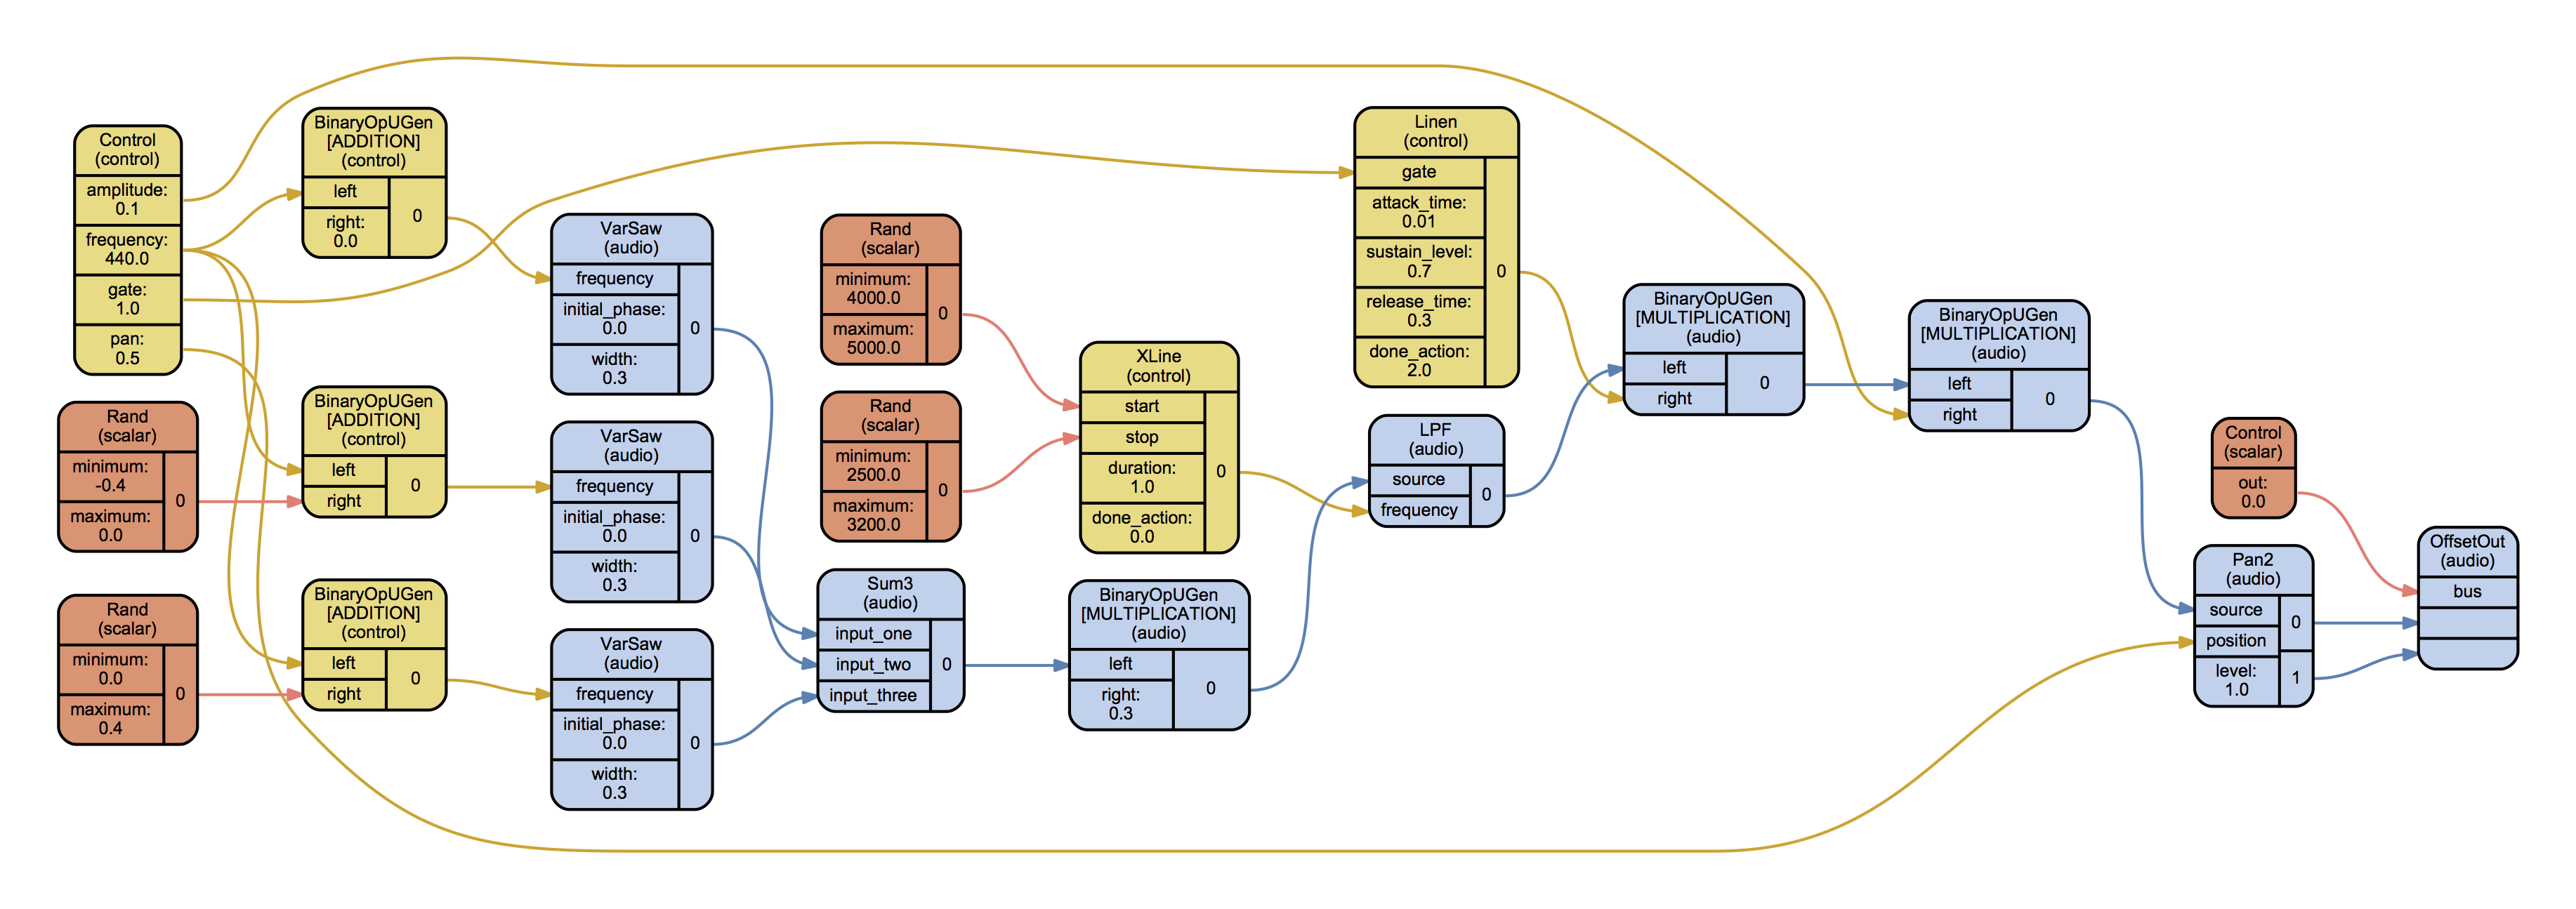 Control
(control)
amplitude:
0.1
frequency:
440.0
gate:
1.0
pan:
0.5
Rand
(scalar)
minimum:
-0.4
maximum:
0.0
0
Rand
(scalar)
minimum:
0.0
maximum:
0.4
0
BinaryOpUGen
[ADDITION]
(control)
left
right:
0.0
0
BinaryOpUGen
[ADDITION]
(control)
left
right
0
BinaryOpUGen
[ADDITION]
(control)
left
right
0
VarSaw
(audio)
frequency
initial_phase:
0.0
width:
0.3
0
VarSaw
(audio)
frequency
initial_phase:
0.0
width:
0.3
0
VarSaw
(audio)
frequency
initial_phase:
0.0
width:
0.3
0
Rand
(scalar)
minimum:
4000.0
maximum:
5000.0
0
Rand
(scalar)
minimum:
2500.0
maximum:
3200.0
0
Sum3
(audio)
input_one
input_two
input_three
0
XLine
(control)
start
stop
duration:
1.0
done_action:
0.0
0
BinaryOpUGen
[MULTIPLICATION]
(audio)
left
right:
0.3
0
Linen
(control)
gate
attack_time:
0.01
sustain_level:
0.7
release_time:
0.3
done_action:
2.0
0
LPF
(audio)
source
frequency
0
BinaryOpUGen
[MULTIPLICATION]
(audio)
left
right
0
BinaryOpUGen
[MULTIPLICATION]
(audio)
left
right
0
Control
(scalar)
out:
0.0
Pan2
(audio)
source
position
level:
1.0
0
1
OffsetOut
(audio)
bus